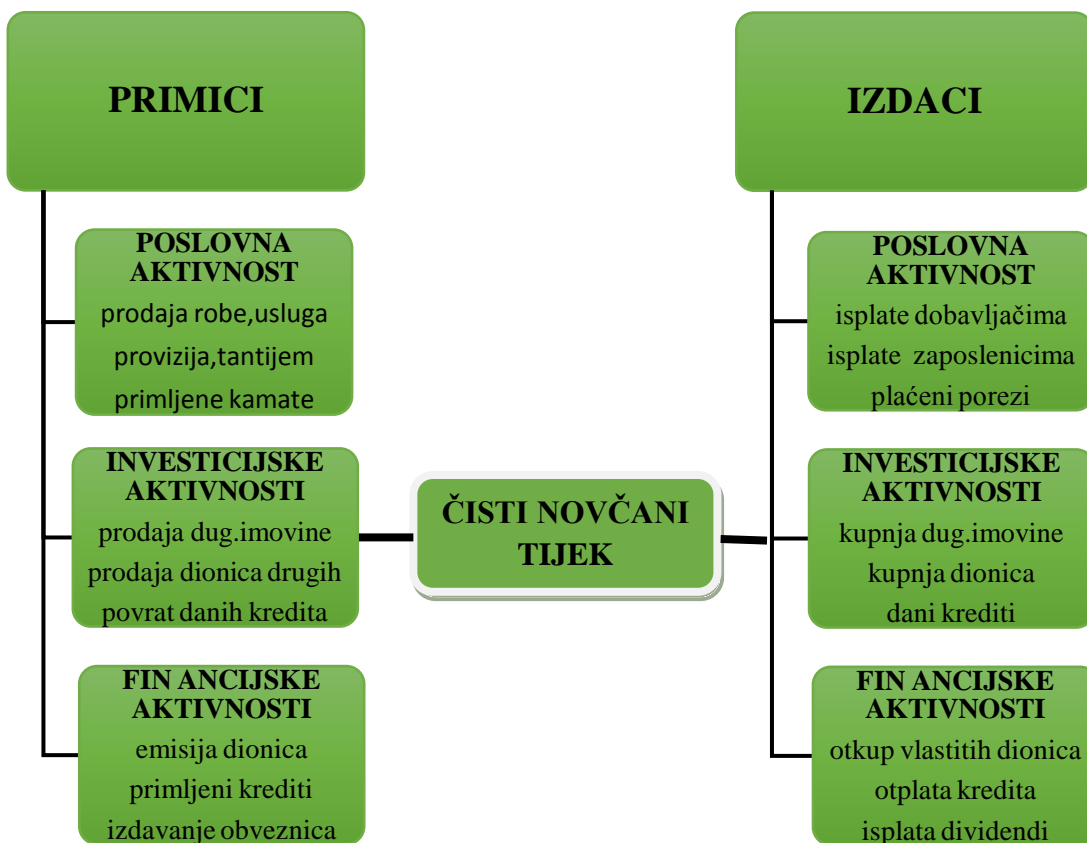 PRIMICI
POSLOVNA
AKTIVNOST
prodaja robe,usluga
provizija,tantijem
primljene kamate
INVESTICIJSKE
AKTIVNOSTI
prodaja dug.imovine
prodaja dionica drugih
povrat danih kredita
FIN ANCIJSKE
AKTIVNOSTI
emisija dionica
primljeni krediti
izdavanje obveznica
ČISTI NOVČANI
TIJEK
IZDACI
POSLOVNA
AKTIVNOST
isplate dobavljačima
isplate zaposlenicima
plaćeni porezi
INVESTICIJSKE
AKTIVNOSTI
kupnja dug.imovine
kupnja dionica
dani krediti
FIN ANCIJSKE
AKTIVNOSTI
otkup vlastitih dionica
otplata kredita
isplata dividendi